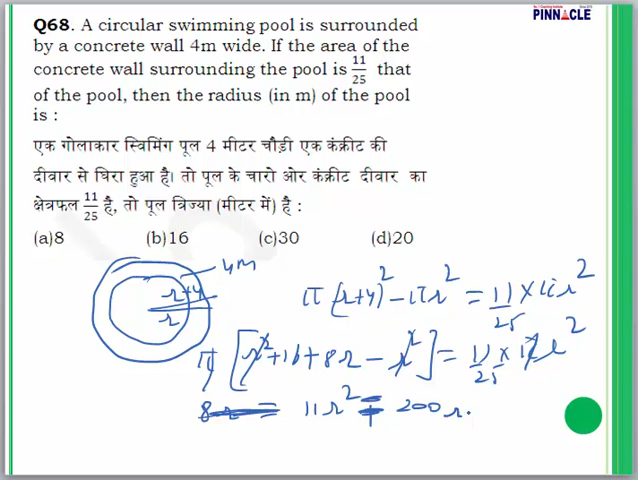 PINNACLE
Q68. A circular swimming pool is surrounded
by a concrete wall 4m wide. If the area of the
concrete wall surrounding the pool is 11/25 that
of the pool, then the radius (in m) of the pool
is :
एक गोलाकार स्विमिंग पूल 4 मीटर चौड़ी एक कंक्रीट की
दीवार से घिरा हुआ है। तो पूल के चारो ओर कंक्रीट दीवार का
क्षेत्रफल 11/25 है, तो पूल त्रिज्या (मीटर में) है :
(a)8 (b)16 (c)30 (d)20
4m
r+4
r
π(r+4)² - πr² = 11/25 × πr²
π[r² + 16 + 8r - r²] = 11/25 × πr²
11r² = 200r.